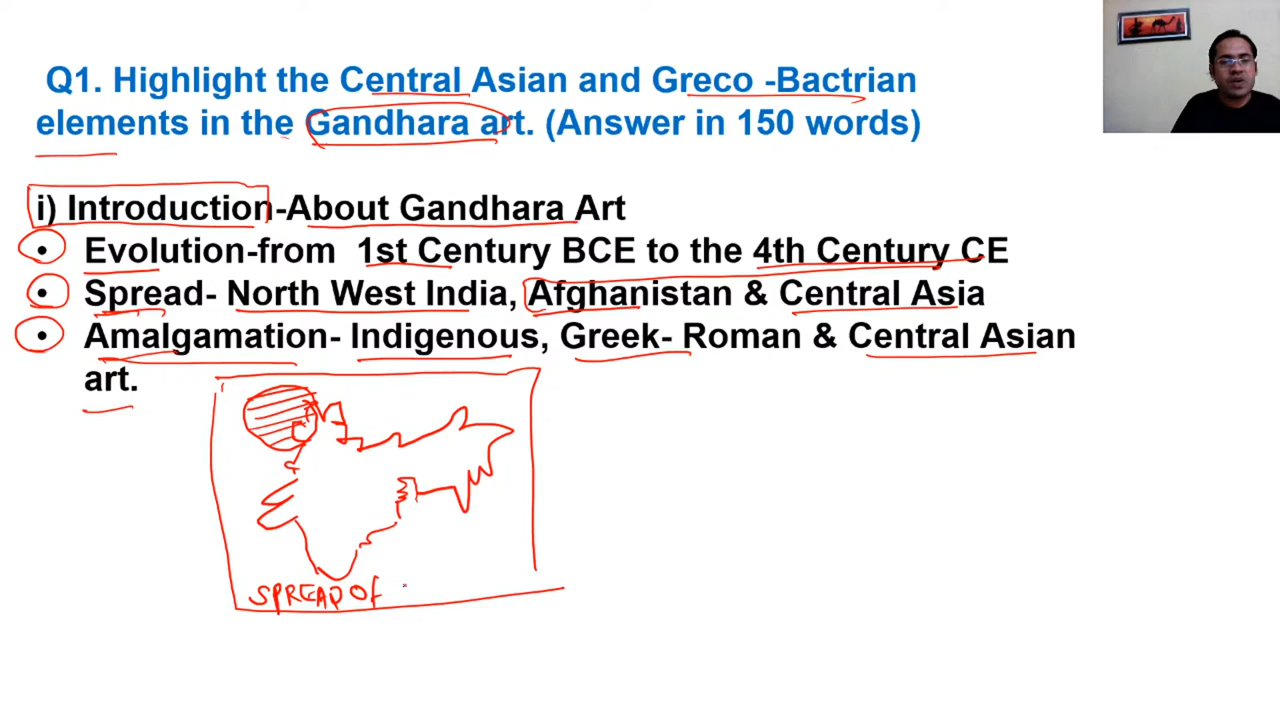 Q1. Highlight the Central Asian and Greco -Bactrian
elements in the Gandhara art. (Answer in 150 words)
i) Introduction-About Gandhara Art
• Evolution-from 1st Century BCE to the 4th Century CE
• Spread- North West India, Afghanistan & Central Asia
• Amalgamation- Indigenous, Greek- Roman & Central Asian
art.
SPREAD OF